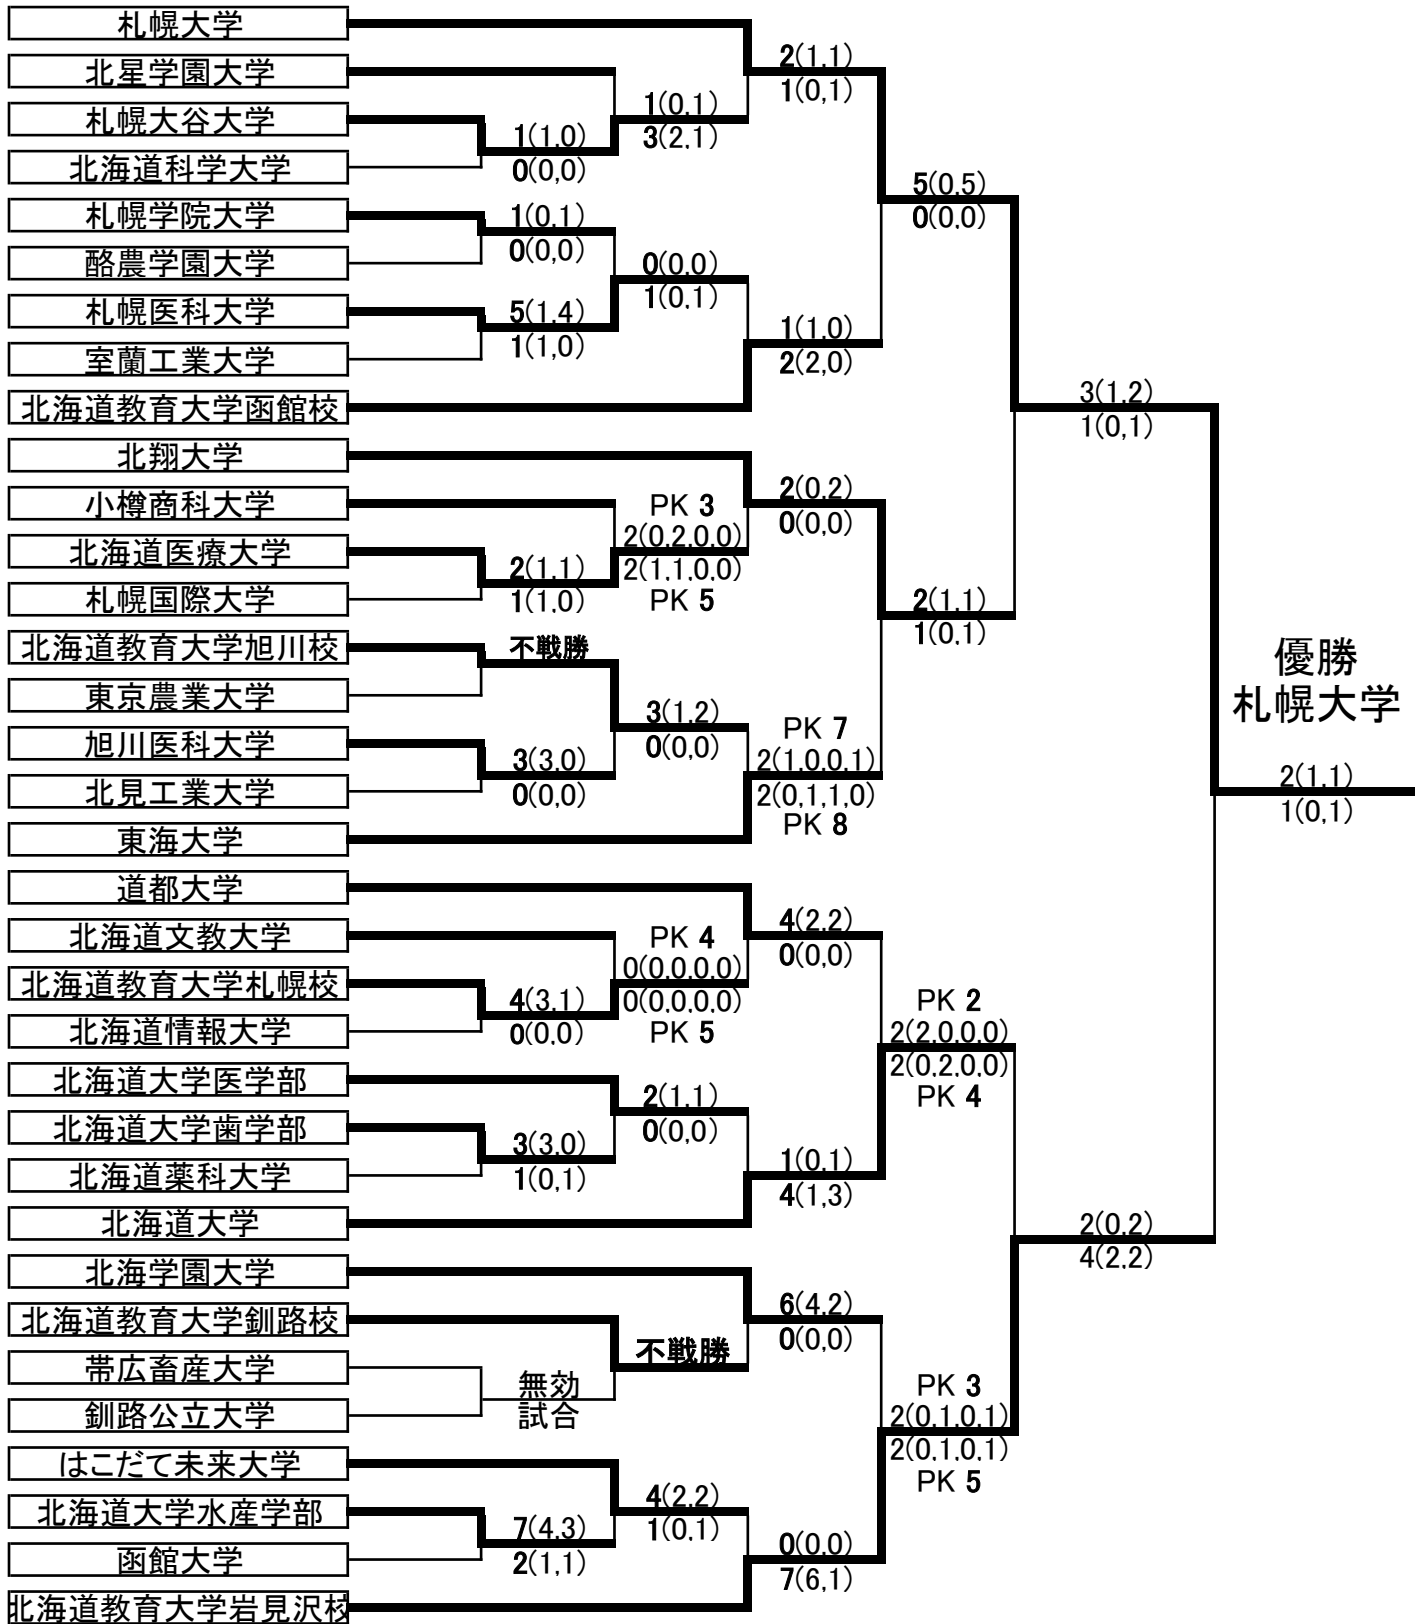 札幌大学
2(1,1)
北星学園大学
1(0,1)
1(0,1)
札幌大谷大学
1(1,0)
3(2,1)
北海道科学大学
0(0,0)
5(0,5)
札幌学院大学
1(0,1)
0(0,0)
酪農学園大学
0(0,0)
0(0,0)
札幌医科大学
5(1,4)
1(0,1)
室蘭工業大学
1(1,0)
1(1,0)
2(2,0)
北海道教育大学函館校
3(1,2)
1(0,1)
北翔大学
2(0,2)
小樽商科大学
PK 3
0(0,0)
2(0,2,0,0)
北海道医療大学
2(1,1)
2(1,1,0,0)
札幌国際大学
1(1,0)
PK 5
2(1,1)
1(0,1)
北海道教育大学旭川校
不戦勝
優勝
東京農業大学
札幌大学
3(1,2)
旭川医科大学
PK 7
3(3,0)
0(0,0)
2(1,0,0,1)
北見工業大学
0(0,0)
2(0,1,1,0)
2(1,1)
1(0,1)
東海大学
PK 8
道都大学
4(2,2)
北海道文教大学
PK 4
0(0,0)
0(0,0,0,0)
北海道教育大学札幌校
4(3,1)
0(0,0,0,0)
PK 2
北海道情報大学
0(0,0)
PK 5
2(2,0,0,0)
2(0,2,0,0)
北海道大学医学部
2(1,1)
PK 4
北海道大学歯学部
3(3,0)
0(0,0)
北海道薬科大学
1(0,1)
1(0,1)
4(1,3)
北海道大学
2(0,2)
4(2,2)
北海学園大学
6(4,2)
北海道教育大学釧路校
0(0,0)
不戦勝
帯広畜産大学
無効
PK 3
釧路公立大学
試合
2(0,1,0,1)
2(0,1,0,1)
はこだて未来大学
PK 5
4(2,2)
北海道大学水産学部
7(4,3)
1(0,1)
函館大学
2(1,1)
0(0,0)
7(6,1)
北海道教育大学岩見沢校